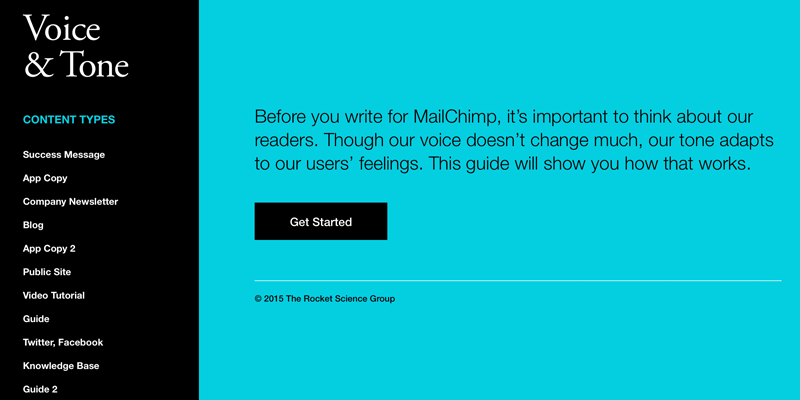 Voice
& Tone
CONTENT TYPES
Success Message
App Copy
Company Newsletter
Blog
App Copy 2
Public Site
Video Tutorial
Guide
Twitter, Facebook
Knowledge Base
Guide 2
Before you write for MailChimp, it’s important to think about our
readers. Though our voice doesn’t change much, our tone adapts
to our users’ feelings. This guide will show you how that works.
Get Started
© 2015 The Rocket Science Group